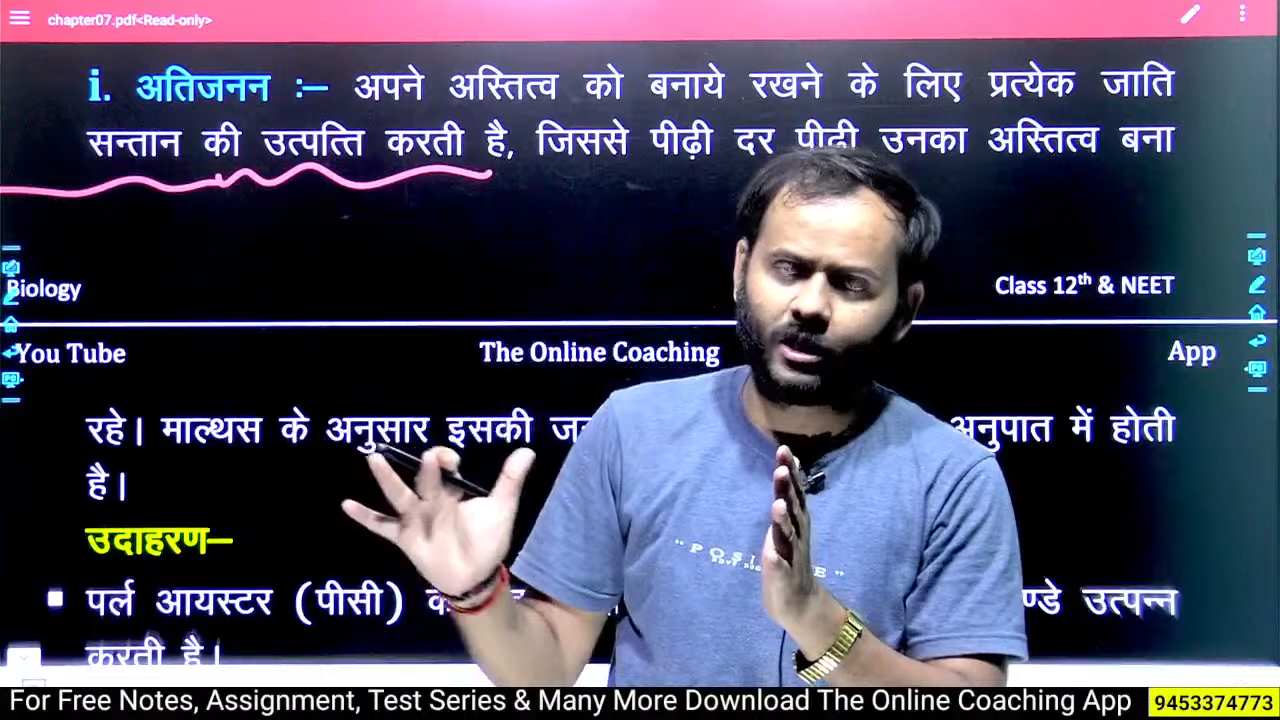 chapter07.pdf<Read-only>
i. अतिजनन :– अपने अस्तित्व को बनाये रखने के लिए प्रत्येक जाति
सन्तान की उत्पत्ति करती है, जिससे पीढ़ी दर पीढ़ी उनका अस्तित्व बना
Biology
Class 12th & NEET
You Tube
The Online Coaching
App
रहे। माल्थस के अनुसार इसकी अनुपात में होती
है।
उदाहरण–
पर्ल आयस्टर (पीसी) उत्पन्न
करती है।
For Free Notes, Assignment, Test Series & Many More Download The Online Coaching App 9453374773